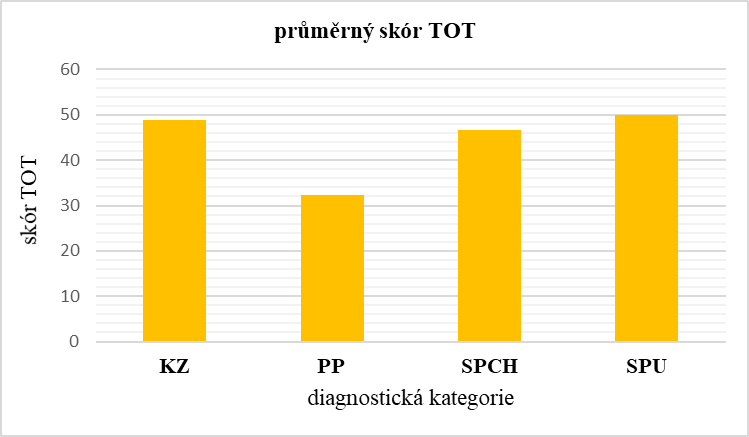 průměrný skór TOT
60
50
40
30
20
10
0
skór TOT
KZ PP SPCH SPU
diagnostická kategorie